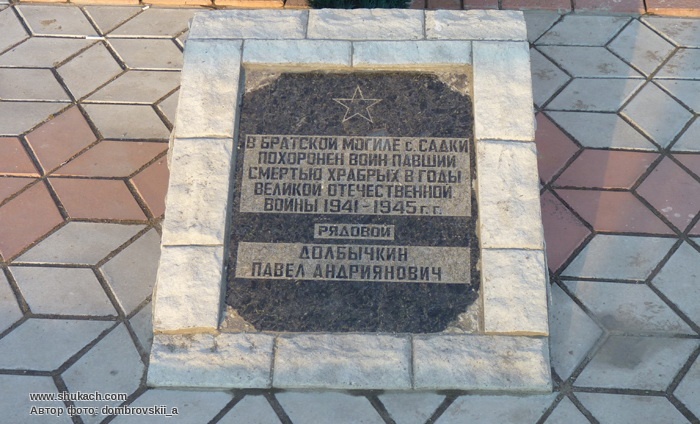 В БРАТСКОЙ МОГИЛЕ с. САДКИ
ПОХОРОНЕН ВОИН ПАВШИЙ
СМЕРТЬЮ ХРАБРЫХ В ГОДЫ
ВЕЛИКОЙ ОТЕЧЕСТВЕННОЙ
ВОЙНЫ 1941-1945 г.г.
РЯДОВОЙ
ДОЛБЫЧКИН
ПАВЕЛ АНДРИЯНОВИЧ
www.shukach.com
Автор фото: dombrovskii_a